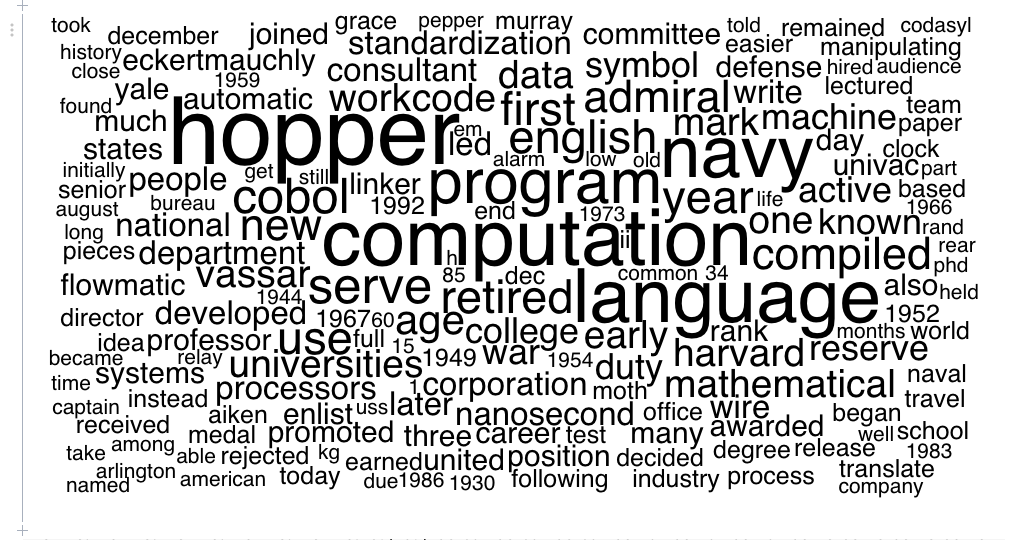 took december joined grace pepper murray told remained codasyl
history eckertmauchly standardization committee easier manipulating
close 1959 consultant data symbol defense hired audience
yale automatic workcode first admiral write lectured
found much hopper em led english mark machine team paper
states alarm low old navy day clock
initially people get still linker program univac part
senior cobol 1992 year life active based
august bureau end 1973 1966
long national new computation ii one known rand
pieces department h compiled rear
flowmatic vassar 85 dec common 34 phd
1944 serve retired language also held
director developed 1967 60 age college early rank 1952
idea professor use full 15 months world
became relay universities 1949 war 1954 duty harvard reserve
time systems processors 1 corporation moth mathematical naval
captain instead aiken enlist uss later nanosecond office wire began travel
received medal promoted three career test many awarded well school
take among able rejected kg earned united position decided degree release 1983
arlington american today due 1986 1930 following industry process translate
named company